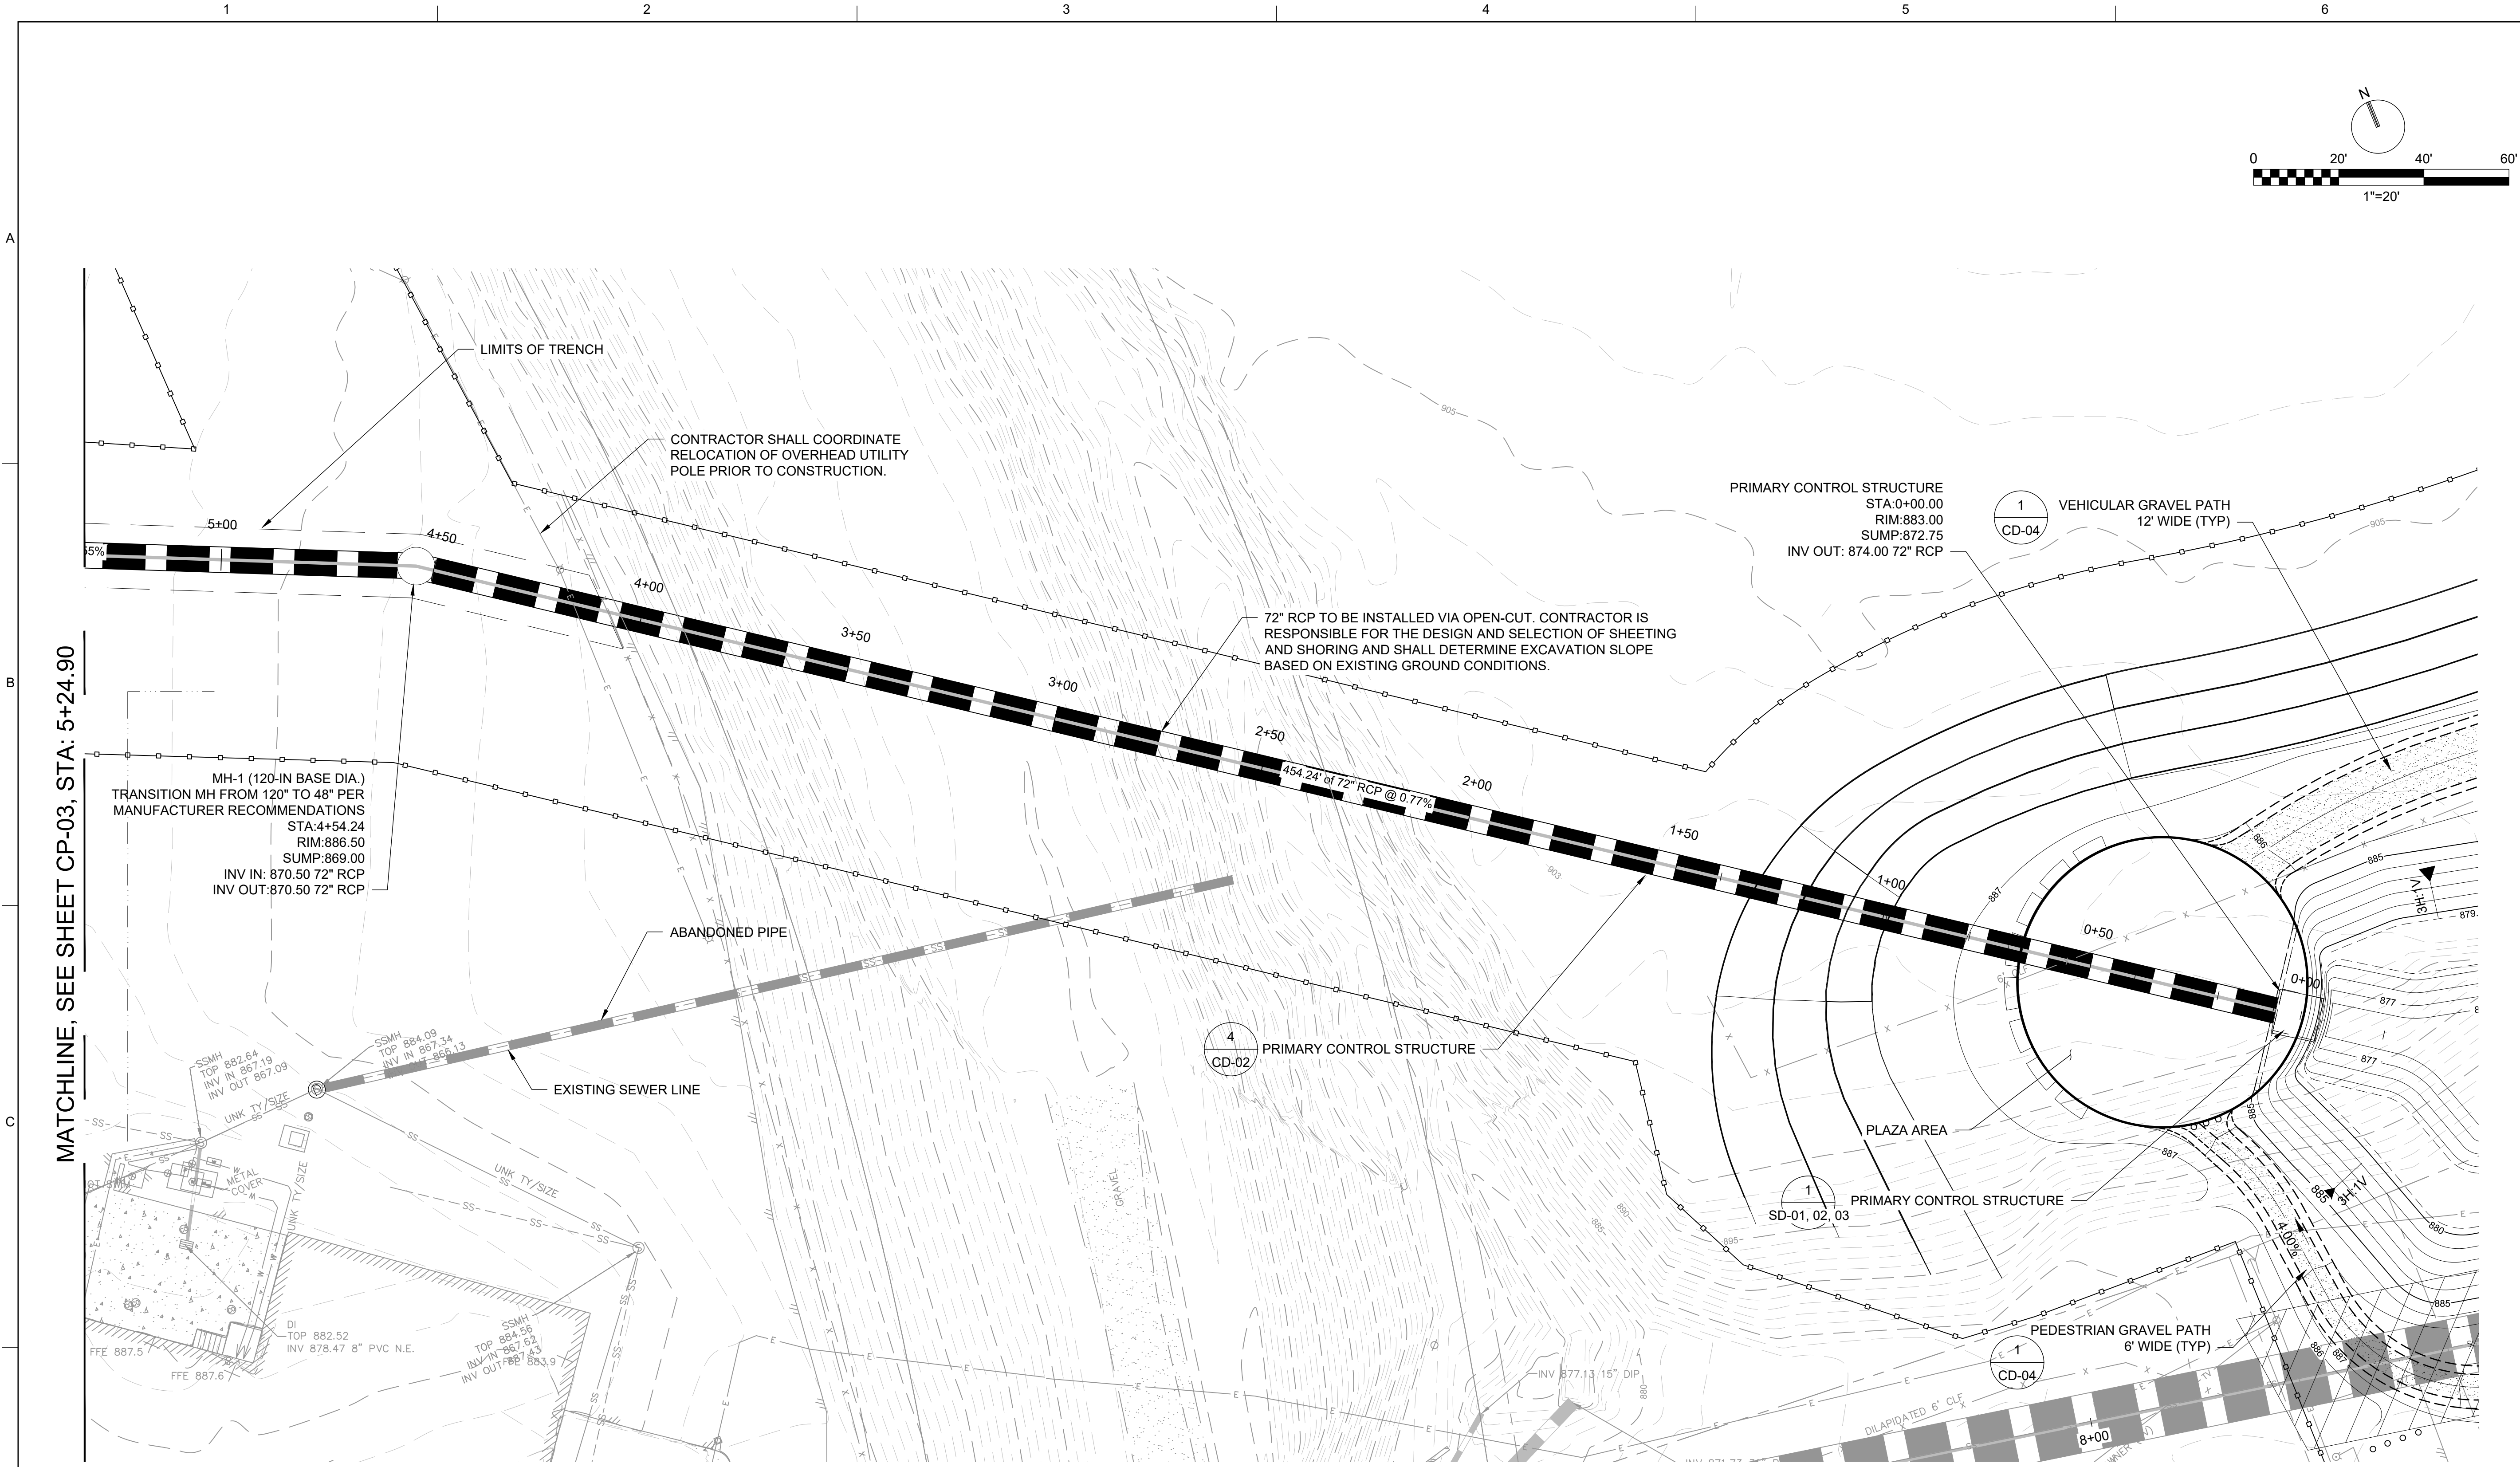 1
2
3
4
5
6
A
B
C
N
0
20'
40'
60'
1"=20'
MATCHLINE, SEE SHEET CP-03, STA: 5+24.90
LIMITS OF TRENCH
CONTRACTOR SHALL COORDINATE
RELOCATION OF OVERHEAD UTILITY
POLE PRIOR TO CONSTRUCTION.
905
PRIMARY CONTROL STRUCTURE
STA:0+00.00
RIM:883.00
SUMP:872.75
INV OUT: 874.00 72" RCP
1
CD-04
VEHICULAR GRAVEL PATH
12' WIDE (TYP)
905
55%
5+00
4+50
4+00
3+50
3+00
2+50
2+00
1+50
1+00
0+50
0+00
72" RCP TO BE INSTALLED VIA OPEN-CUT. CONTRACTOR IS
RESPONSIBLE FOR THE DESIGN AND SELECTION OF SHEETING
AND SHORING AND SHALL DETERMINE EXCAVATION SLOPE
BASED ON EXISTING GROUND CONDITIONS.
454.24' of 72" RCP @ 0.77%
MH-1 (120-IN BASE DIA.)
TRANSITION MH FROM 120" TO 48" PER
MANUFACTURER RECOMMENDATIONS
STA:4+54.24
RIM:886.50
SUMP:869.00
INV IN: 870.50 72" RCP
INV OUT:870.50 72" RCP
903
887
886
885
3H:1V
879.
877
877
ABANDONED PIPE
EXISTING SEWER LINE
4
CD-02
PRIMARY CONTROL STRUCTURE
SSMH
TOP 882.64
INV IN 867.19
INV OUT 867.09
SSMH
TOP 884.09
INV IN 867.34
UNK TY/SIZE
UNK TY/SIZE
UNK TY/SIZE
METAL
COVER
GRAVEL
PLAZA AREA
885
887
1
SD-01, 02, 03
PRIMARY CONTROL STRUCTURE
885
3H:1V
4.00%
880
885
890
885
895
880
PEDESTRIAN GRAVEL PATH
6' WIDE (TYP)
1
CD-04
886
887
DI
TOP 882.52
INV 878.47 8" PVC N.E.
FFE 887.5
FFE 887.6
SSMH
TOP 884.56
INV IN 867.62
INV OUT
FFE 883.9
INV 877.13 15" DIP
DILAPIDATED 6' CLF
8+00